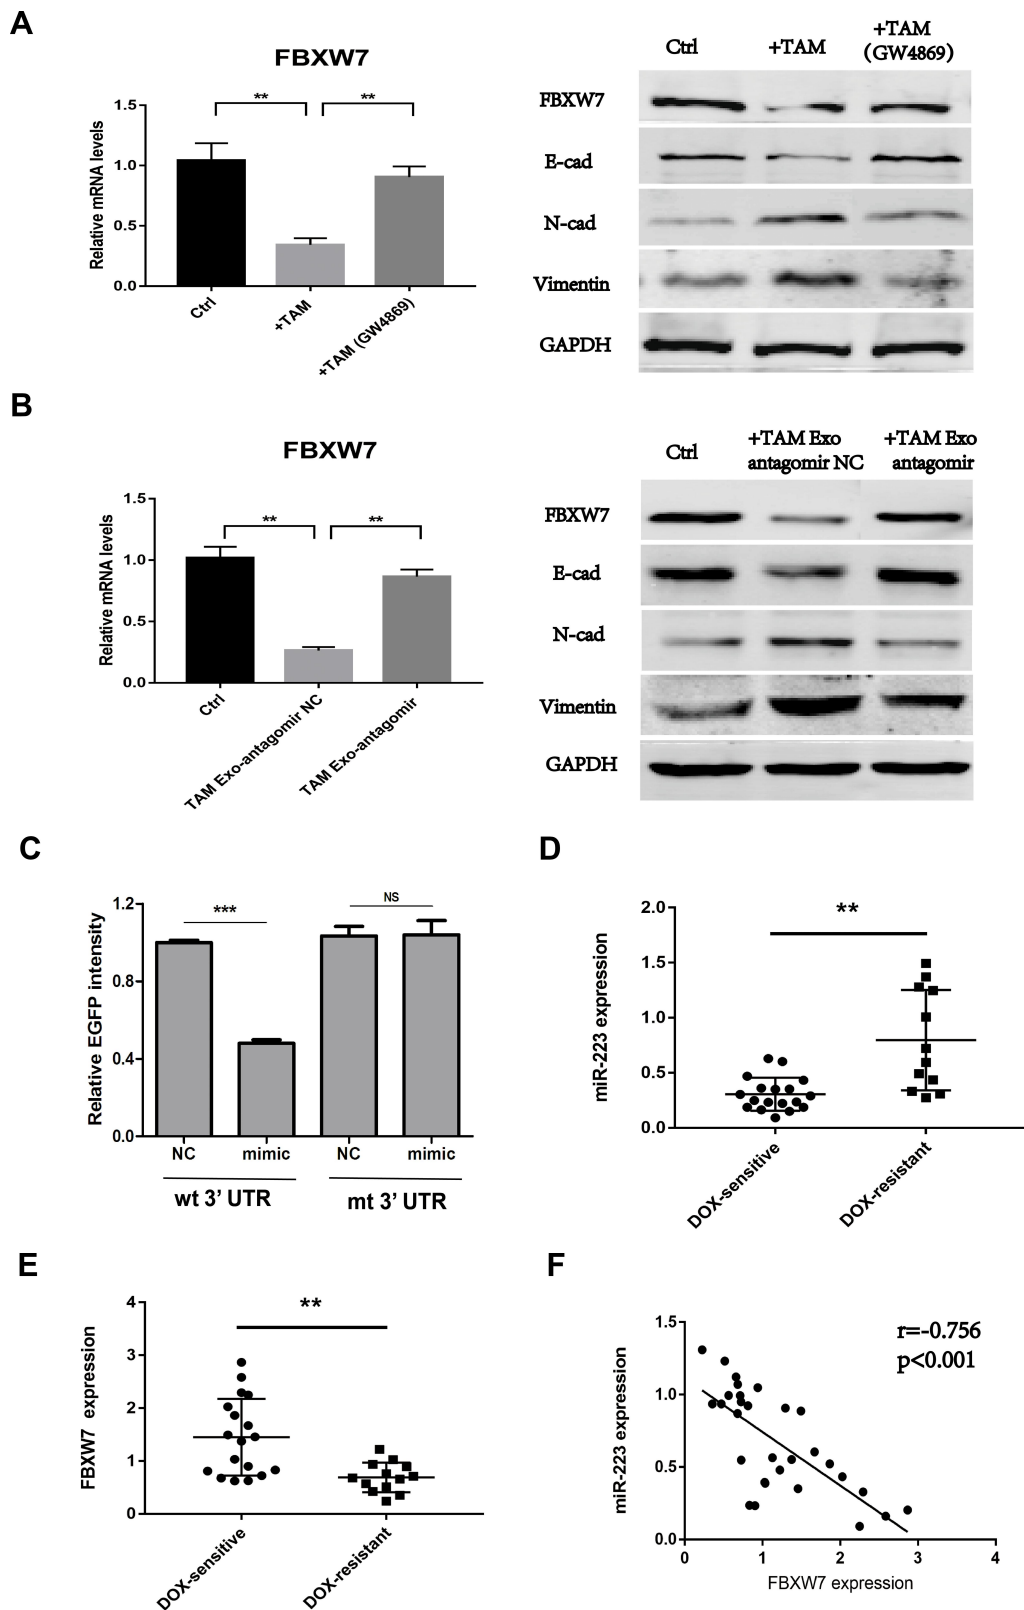 A
FBXW7
Relative mRNA levels
1.5
1.0
0.5
0.0
**
**
Ctrl
+TAM
+TAM (GW4869)
Ctrl
+TAM
+TAM
(GW4869)
FBXW7
E-cad
N-cad
Vimentin
GAPDH
B
FBXW7
Relative mRNA levels
1.5
1.0
0.5
0.0
**
**
Ctrl
TAM Exo-antagomir NC
TAM Exo-antagomir
Ctrl
+TAM Exo
antagomir NC
+TAM Exo
antagomir
FBXW7
E-cad
N-cad
Vimentin
GAPDH
C
Relative EGFP intensity
1.2
0.8
0.4
0.0
***
NS
NC
mimic
NC
mimic
wt 3’ UTR
mt 3’ UTR
D
miR-223 expression
2.0
1.5
1.0
0.5
0.0
**
DOX-sensitive
DOX-resistant
E
FBXW7 expression
4
3
2
1
0
**
DOX-sensitive
DOX-resistant
F
miR-223 expression
1.5
1.0
0.5
0.0
r=-0.756
p<0.001
0
1
2
3
4
FBXW7 expression